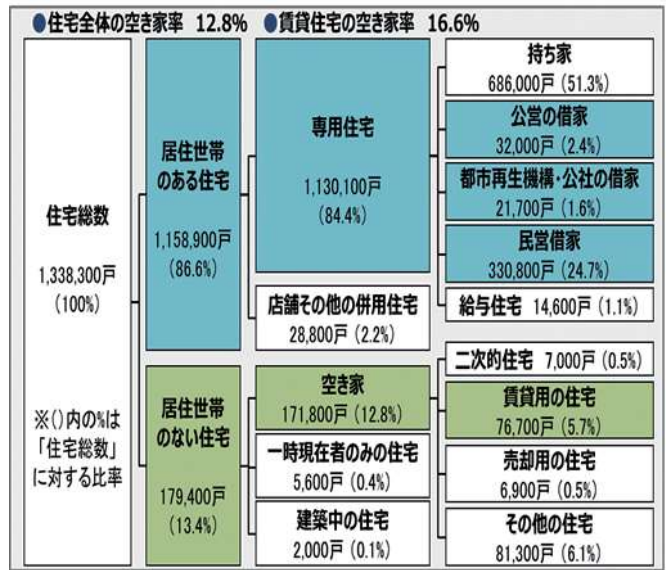 ●住宅全体の空き家率 12.8% ●賃貸住宅の空き家率 16.6%
住宅総数
1,338,300戸
(100%)
※()内の%は
「住宅総数」
に対する比率
居住世帯
のある住宅
1,158,900戸
(86.6%)
専用住宅
1,130,100戸
(84.4%)
持ち家
686,000戸 (51.3%)
公営の借家
32,000戸 (2.4%)
都市再生機構・公社の借家
21,700戸 (1.6%)
民営借家
330,800戸 (24.7%)
給与住宅 14,600戸 (1.1%)
店舗その他の併用住宅
28,800戸 (2.2%)
居住世帯
のない住宅
179,400戸
(13.4%)
空き家
171,800戸 (12.8%)
二次的住宅 7,000戸 (0.5%)
賃貸用の住宅
76,700戸 (5.7%)
売却用の住宅
6,900戸 (0.5%)
その他の住宅
81,300戸 (6.1%)
一時現在者のみの住宅
5,600戸 (0.4%)
建築中の住宅
2,000戸 (0.1%)